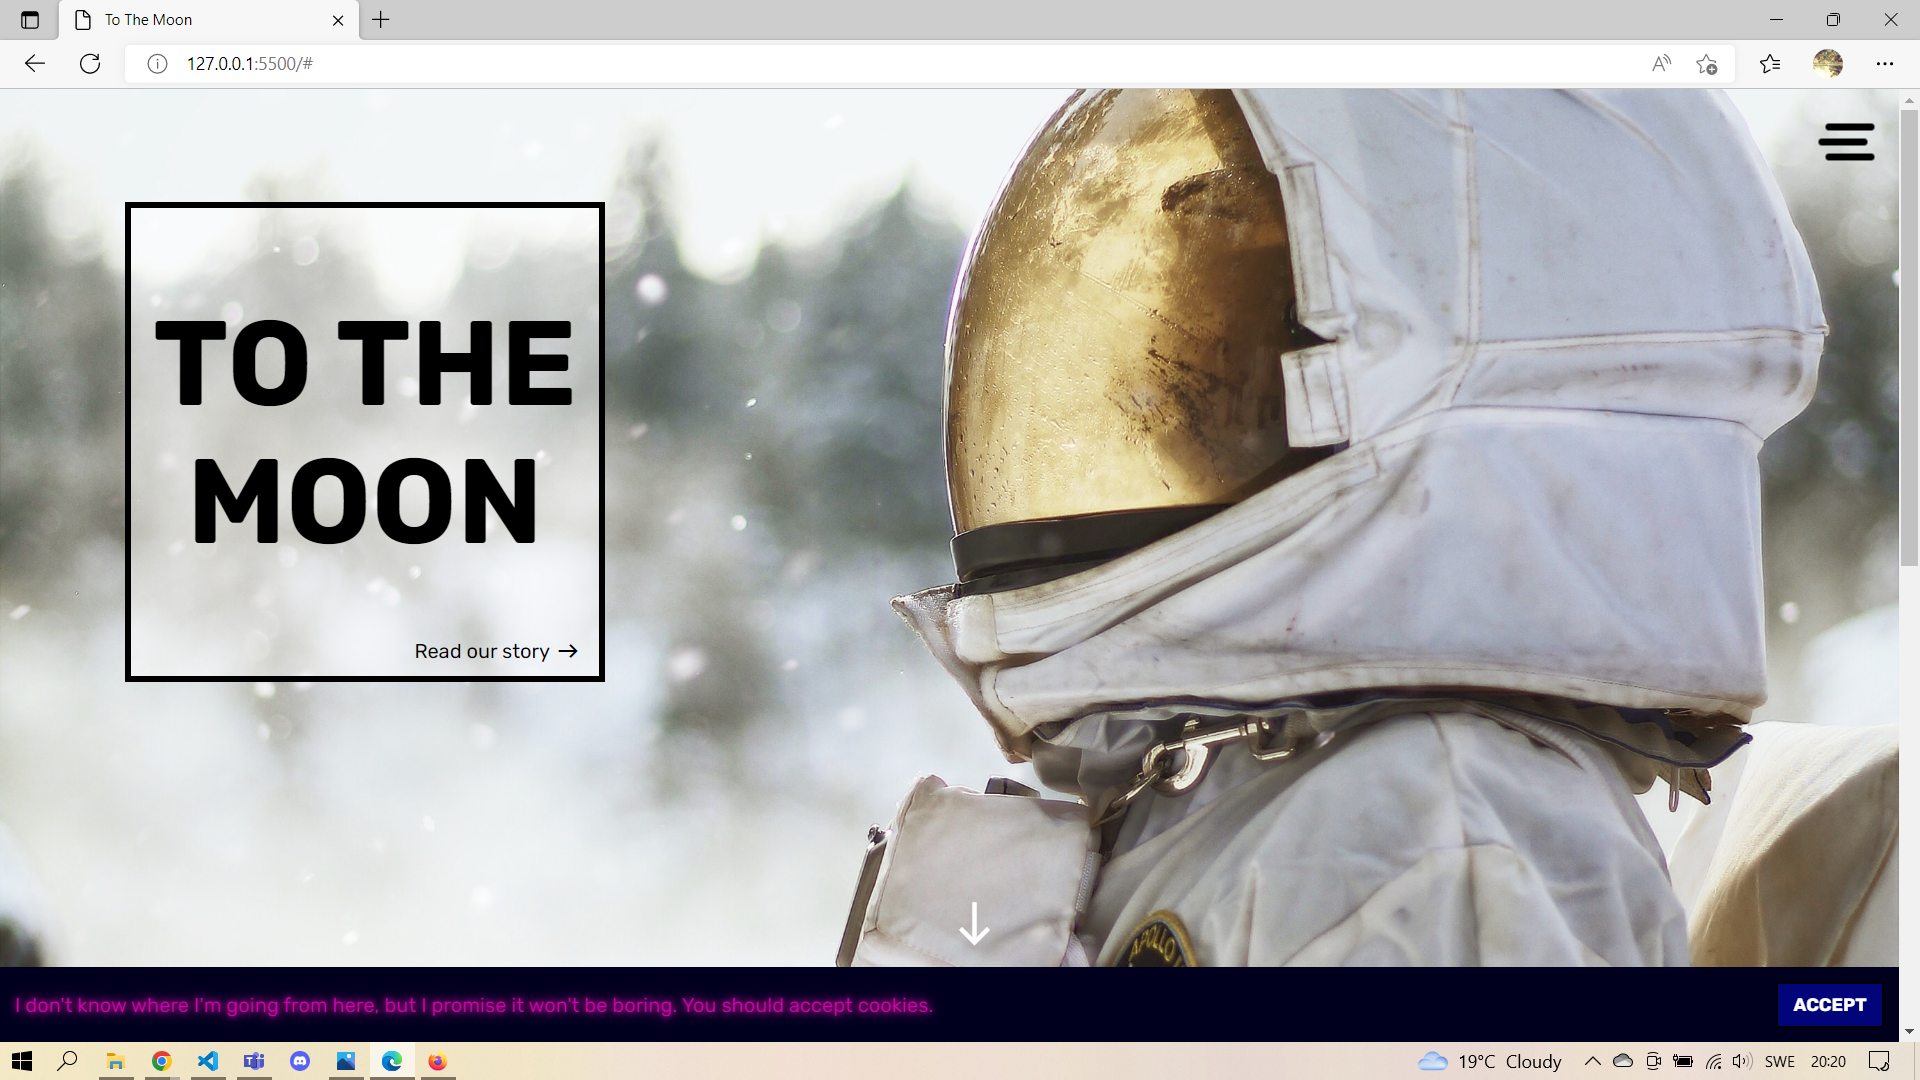 To The Moon
127.0.0.1:5500/#
TO THE
MOON
Read our story →
APOLLO
I don't know where I'm going from here, but I promise it won't be boring. You should accept cookies.
ACCEPT
19°C Cloudy
SWE
20:20